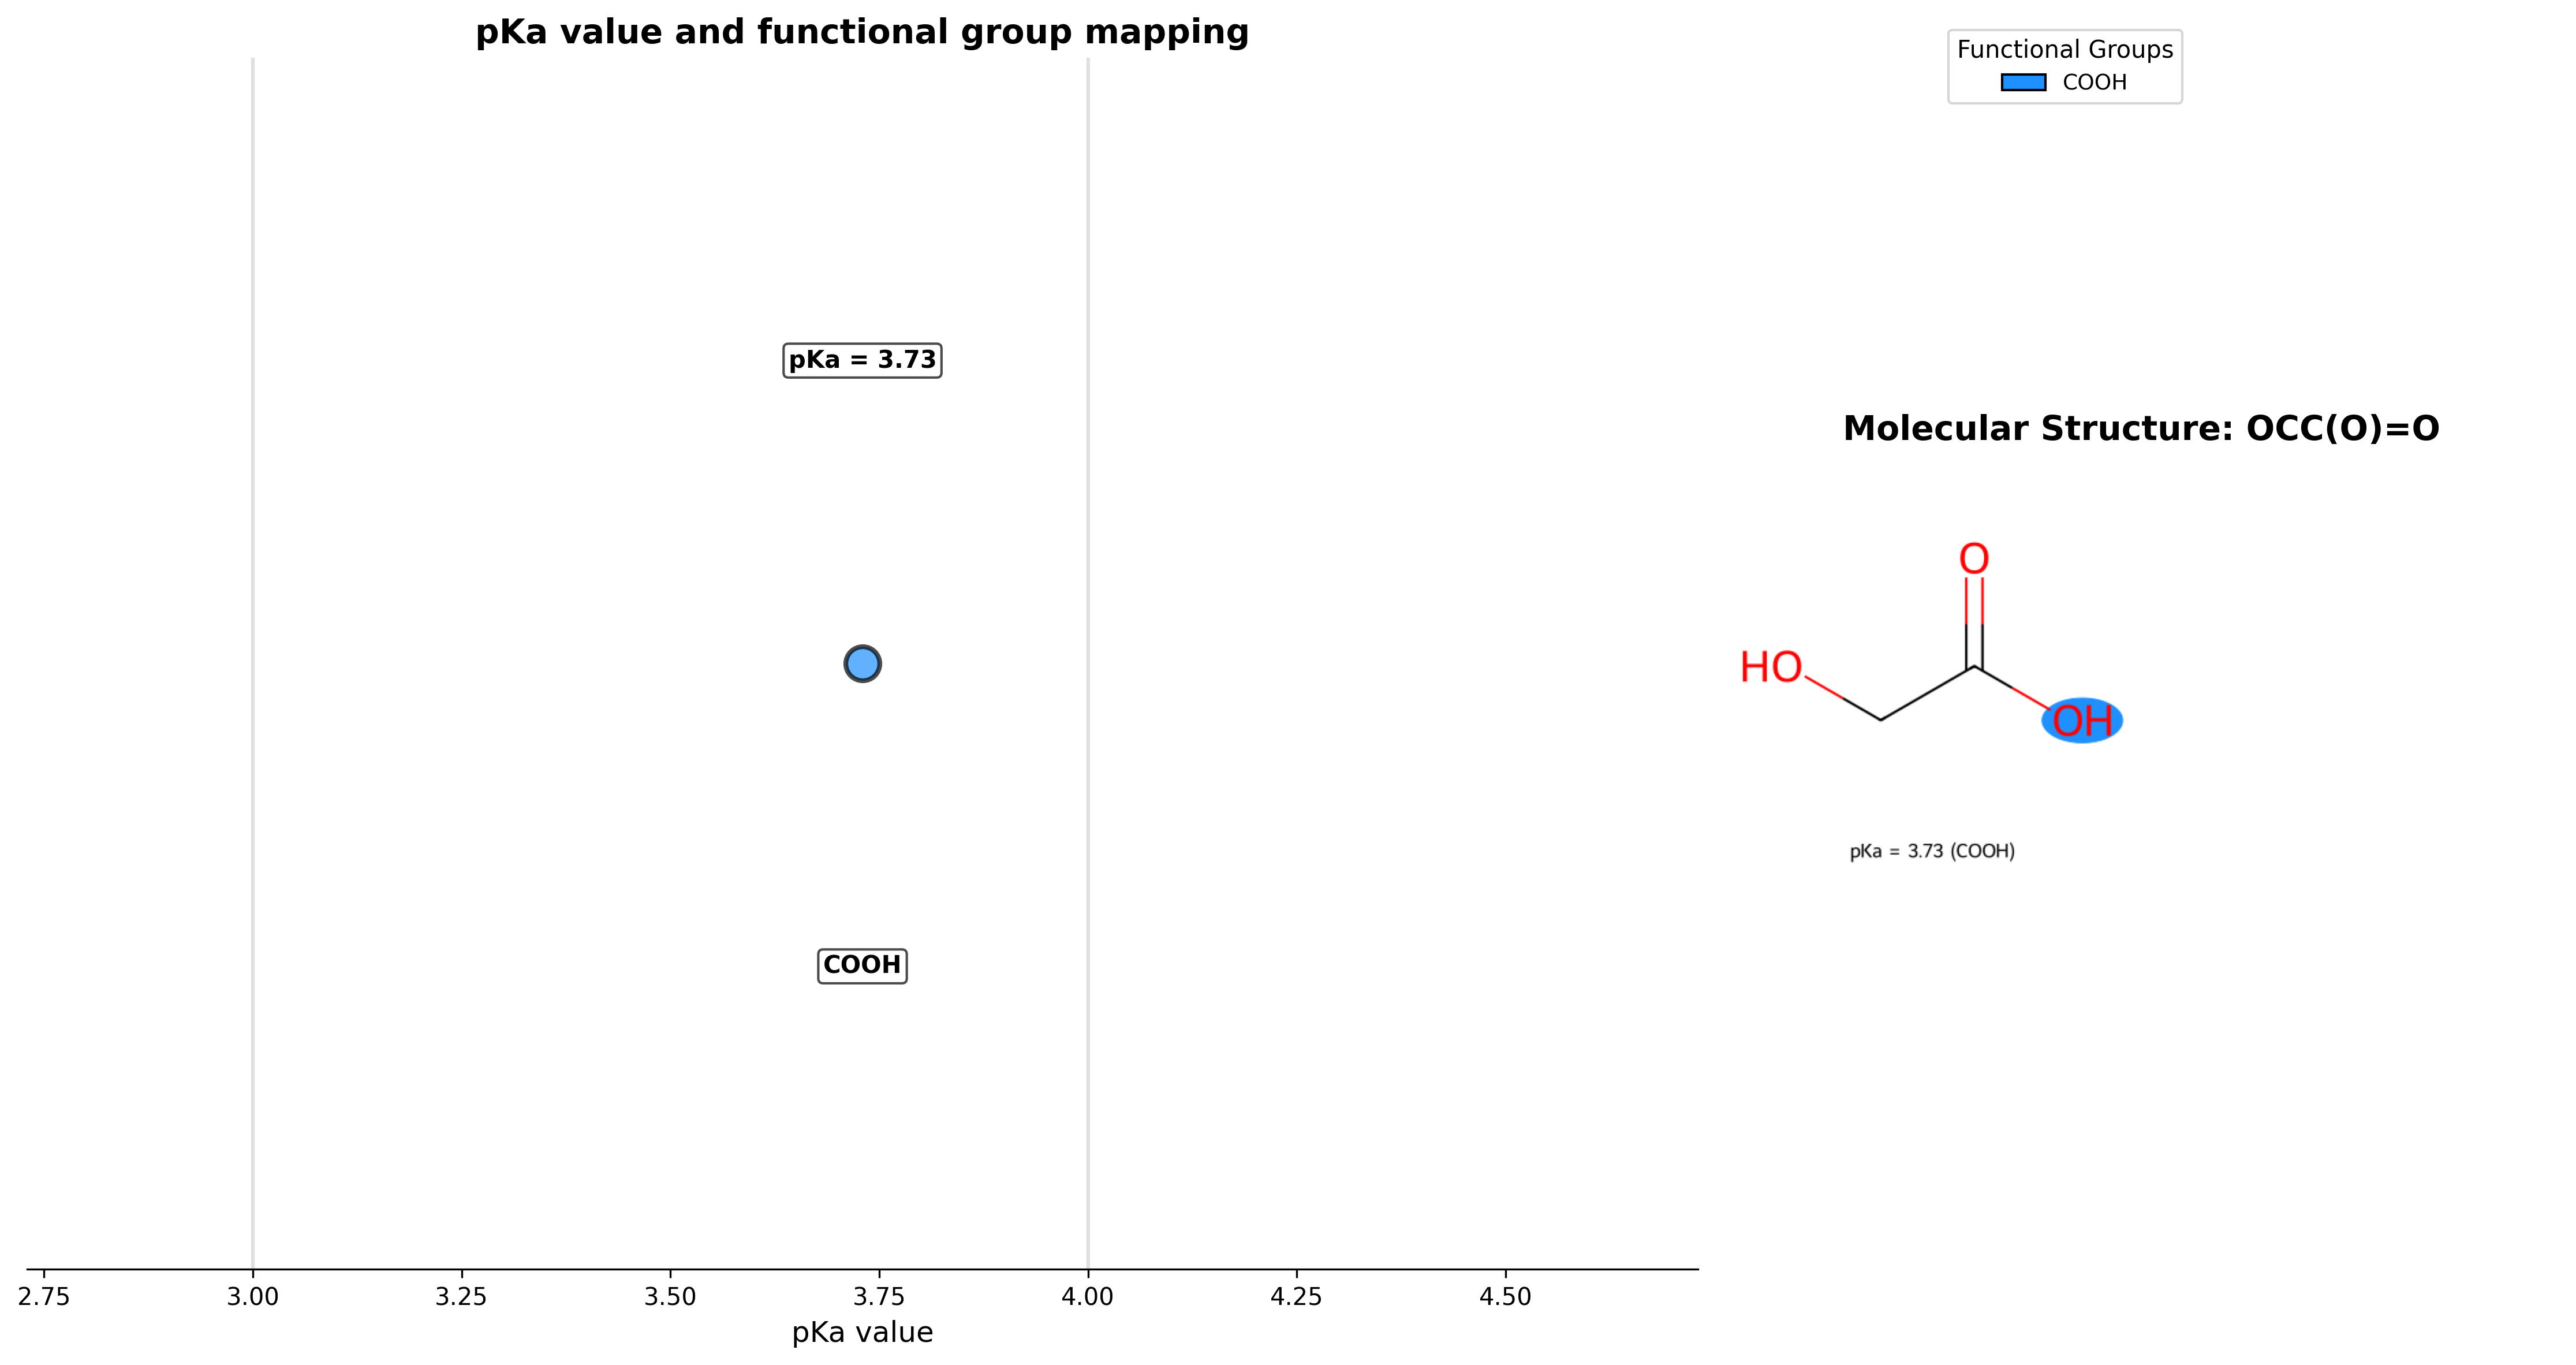 pKa value and functional group mapping
pKa = 3.73
COOH
2.75 3.00 3.25 3.50 3.75 4.00 4.25 4.50
pKa value
Functional Groups
COOH
Molecular Structure: OCC(O)=O
O
HO
OH
pKa = 3.73 (COOH)